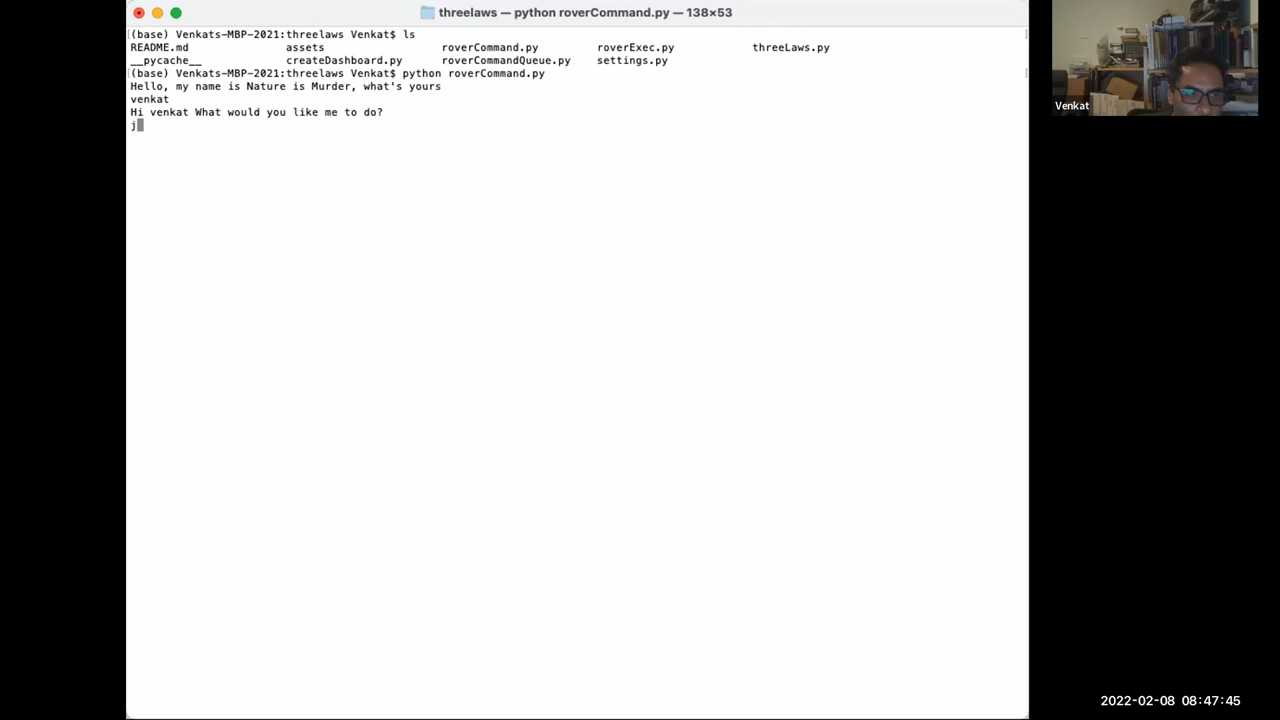 threelaws — python roverCommand.py — 138×53
(base) Venkats-MBP-2021:threelaws Venkat$ ls
README.md assets roverCommand.py roverExec.py threeLaws.py
__pycache__ createDashboard.py roverCommandQueue.py settings.py
(base) Venkats-MBP-2021:threelaws Venkat$ python roverCommand.py
Hello, my name is Nature is Murder, what's yours
venkat
Hi venkat What would you like me to do?
j
Venkat
2022-02-08 08:47:45